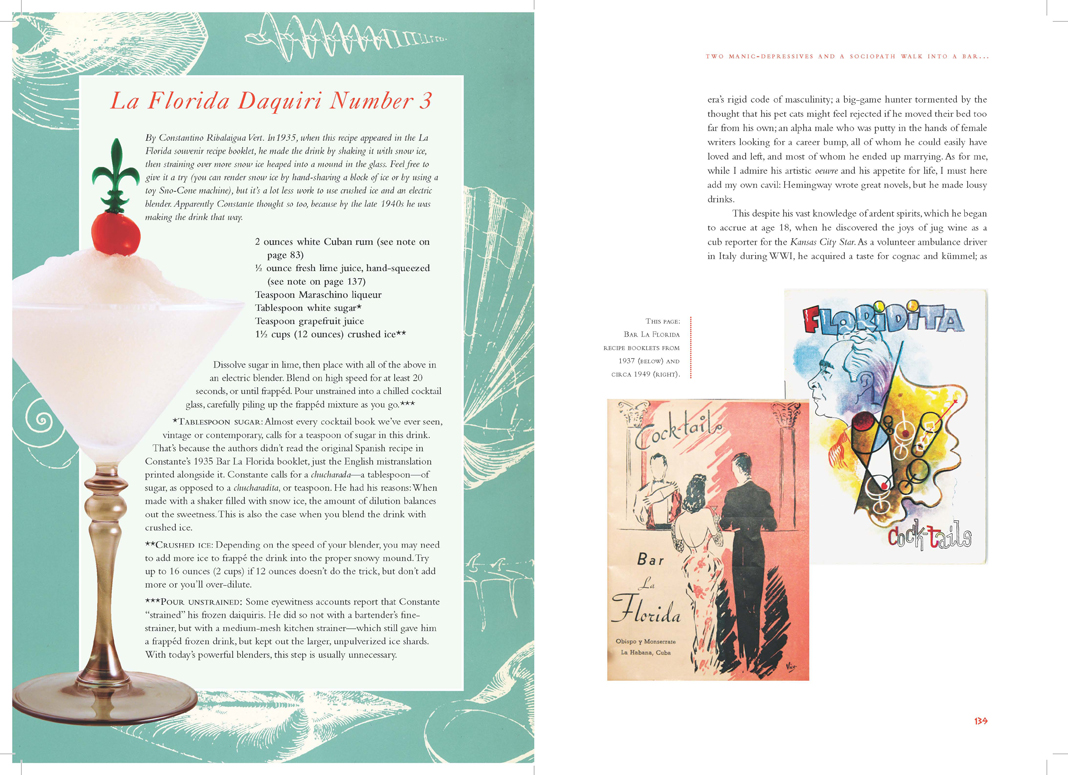 La Florida Daquiri Number 3
By Constantino Ribalaigua Vert. In 1935, when this recipe appeared in the La
Florida souvenir recipe booklet, he made the drink by shaking it with snow ice,
then straining over more snow ice heaped into a mound in the glass. Feel free to
give it a try (you can render snow ice by hand-shaving a block of ice or by using a
toy Sno-Cone machine), but it's a lot less work to use crushed ice and an electric
blender. Apparently Constante thought so too, because by the late 1940s he was
making the drink that way.
2 ounces white Cuban rum (see note on
page 83)
½ ounce fresh lime juice, hand-squeezed
(see note on page 137)
Teaspoon Maraschino liqueur
Tablespoon white sugar*
Teaspoon grapefruit juice
1½ cups (12 ounces) crushed ice**
Dissolve sugar in lime, then place with all of the above in
an electric blender. Blend on high speed for at least 20
seconds, or until frappéd. Pour unstrained into a chilled cocktail
glass, carefully piling up the frappéd mixture as you go.***
*Tablespoon sugar: Almost every cocktail book we've ever seen,
vintage or contemporary, calls for a teaspoon of sugar in this drink.
That's because the authors didn't read the original Spanish recipe in
Constante's 1935 Bar La Florida booklet, just the English mistranslation
printed alongside it. Constante calls for a chucharada—a tablespoon—of
sugar, as opposed to a chucharadita, or teaspoon. He had his reasons: When
made with a shaker filled with snow ice, the amount of dilution balances
out the sweetness. This is also the case when you blend the drink with
crushed ice.
**Crushed ice: Depending on the speed of your blender, you may need
to add more ice to frappé the drink into the proper snowy mound. Try
up to 16 ounces (2 cups) if 12 ounces doesn't do the trick, but don't add
more or you'll over-dilute.
***Pour unstrained: Some eyewitness accounts report that Constante
"strained" his frozen daiquiris. He did so not with a bartender's fine-
strainer, but with a medium-mesh kitchen strainer—which still gave him
a frappéd frozen drink, but kept out the larger, unpulverized ice shards.
With today's powerful blenders, this step is usually unnecessary.
TWO MANIC-DEPRESSIVES AND A SOCIOPATH WALK INTO A BAR...
era's rigid code of masculinity; a big-game hunter tormented by the
thought that his pet cats might feel rejected if he moved their bed too
far from his own; an alpha male who was putty in the hands of female
writers looking for a career bump, all of whom he could easily have
loved and left, and most of whom he ended up marrying. As for me,
while I admire his artistic oeuvre and his appetite for life, I must here
add my own cavil: Hemingway wrote great novels, but he made lousy
drinks.
This despite his vast knowledge of ardent spirits, which he began
to accrue at age 18, when he discovered the joys of jug wine as a
cub reporter for the Kansas City Star. As a volunteer ambulance driver
in Italy during WWI, he acquired a taste for cognac and kümmel; as
This page:
Bar La Florida
recipe booklets from
1937 (below) and
circa 1949 (right).
FLORIDITA
cocktails
Cocktails
Bar
La
Florida
Obispo y Monserrate
La Habana, Cuba
134